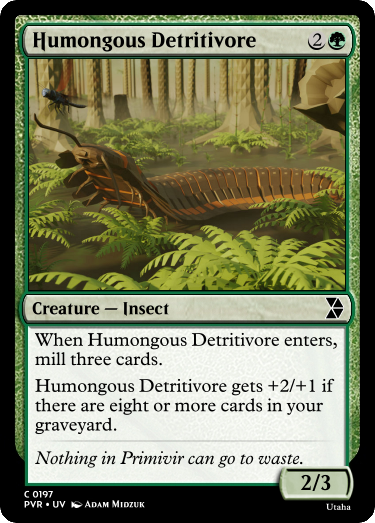 Humongous Detritivore 2
Creature — Insect
When Humongous Detritivore enters,
mill three cards.
Humongous Detritivore gets +2/+1 if
there are eight or more cards in your
graveyard.
Nothing in Primivir can go to waste.
2/3
C 0197
PVR • UV Adam Midzuk
Utaha